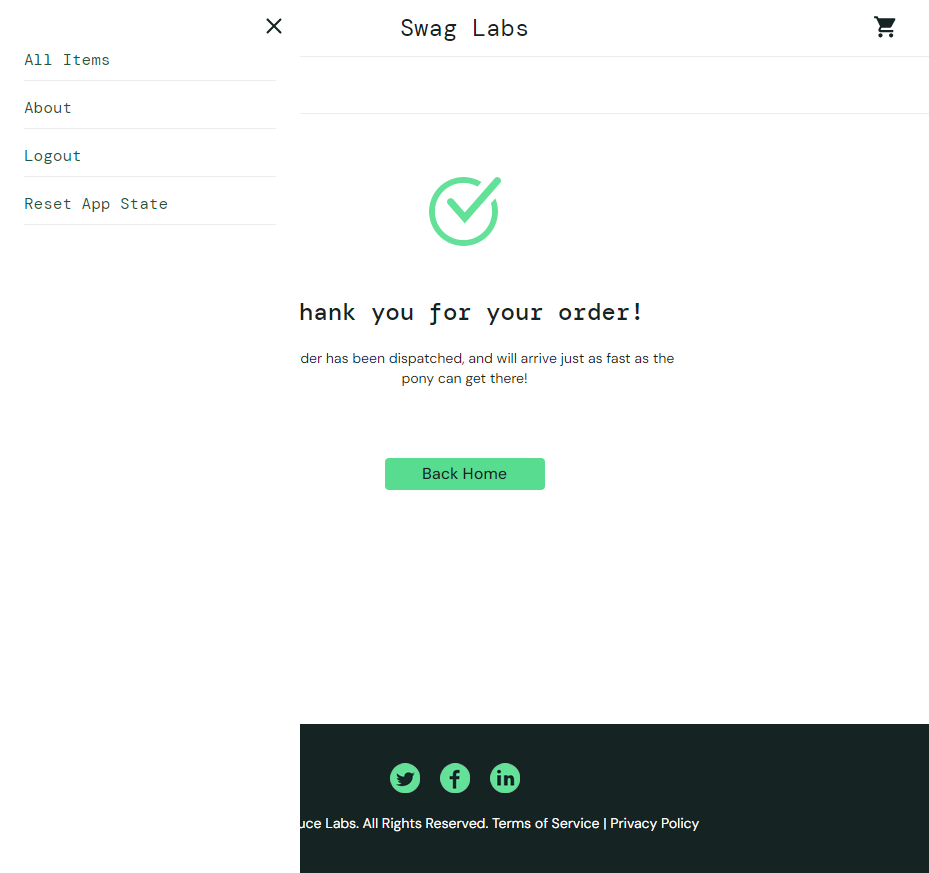 All Items
About
Logout
Reset App State
Swag Labs
hank you for your order!
der has been dispatched, and will arrive just as fast as the
pony can get there!
Back Home
uce Labs. All Rights Reserved. Terms of Service | Privacy Policy